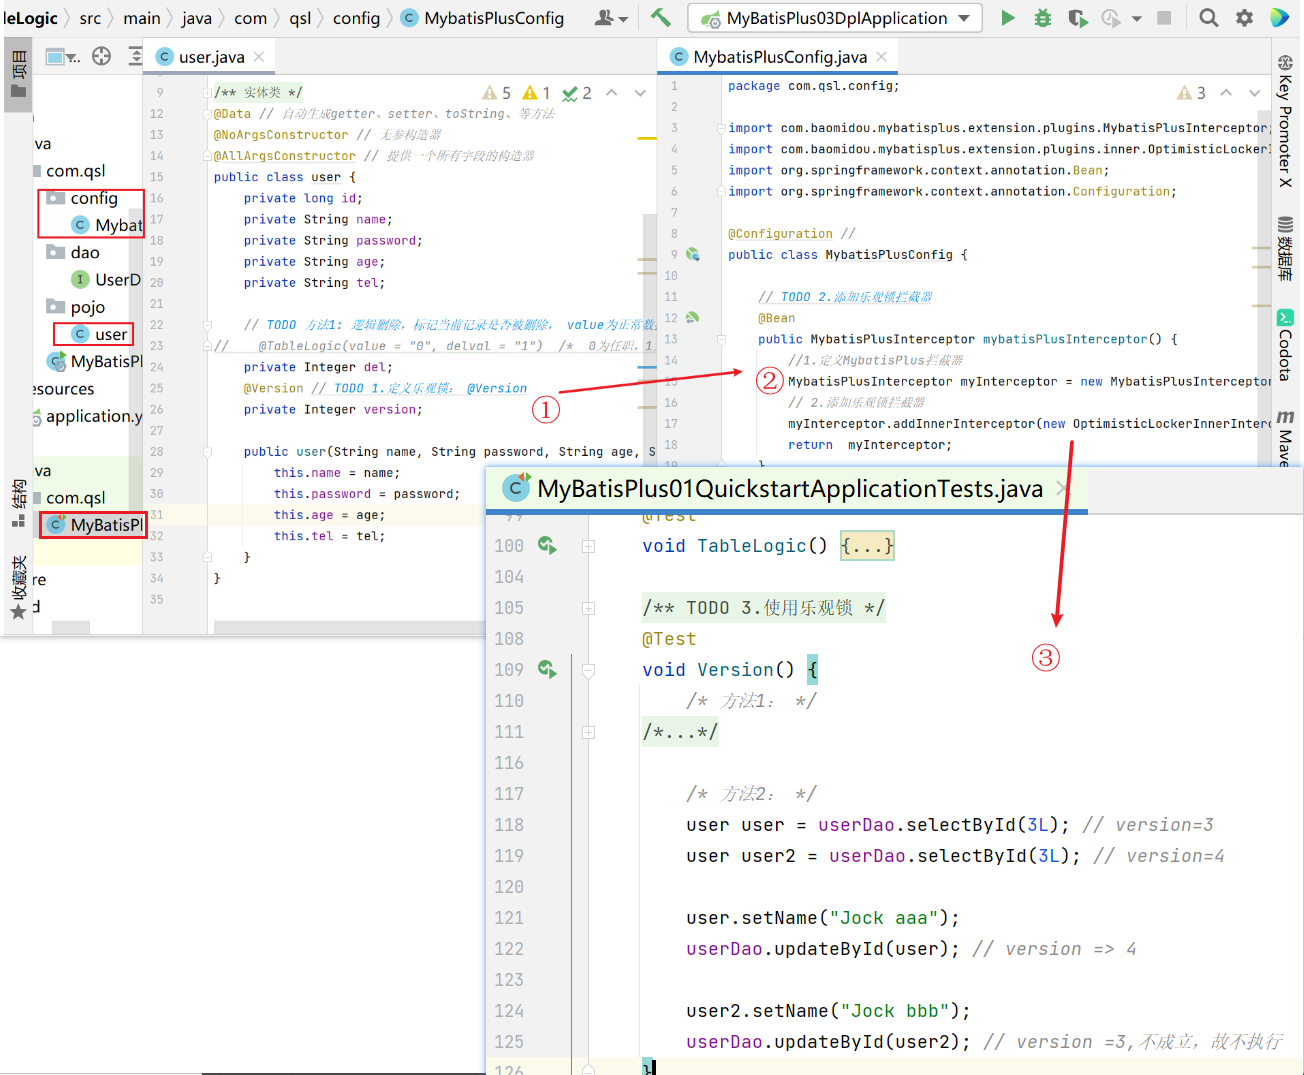 leLogic
src
main
java
com
qsl
config
MybatisPlusConfig
MyBatisPlus03DplApplication
项目
结构
收藏夹
va
com.qsl
config
Mybat
dao
UserD
pojo
user
MyBatisPl
esources
application.y
va
com.qsl
MyBatisPl
re
d
user.java
5 1 2
9 /** 实体类 */
12 @Data // 自动生成getter、setter、toString、等方法
13 @NoArgsConstructor // 无参构造器
14 @AllArgsConstructor // 提供一个所有字段的构造器
15 public class user {
16 private long id;
17 private String name;
18 private String password;
19 private String age;
20 private String tel;
21
22 // TODO 方法1: 逻辑删除，标记当前记录是否被删除， value为正常数
23 // @TableLogic(value = "0", delval = "1") /* 0为任职，1
24 private Integer del;
25 @Version // TODO 1.定义乐观锁： @Version
26 private Integer version;
27
28 public user(String name, String password, String age, S
29 this.name = name;
30 this.password = password;
31 this.age = age;
32 this.tel = tel;
33 }
34 }
35
①
MybatisPlusConfig.java
3
1 package com.qsl.config;
2
3 import com.baomidou.mybatisplus.extension.plugins.MybatisPlusInterceptor;
4 import com.baomidou.mybatisplus.extension.plugins.inner.OptimisticLockerI
5 import org.springframework.context.annotation.Bean;
6 import org.springframework.context.annotation.Configuration;
7
8 @Configuration //
9 public class MybatisPlusConfig {
10
11 // TODO 2.添加乐观锁拦截器
12 @Bean
13 public MybatisPlusInterceptor mybatisPlusInterceptor() {
14 //1.定义MybatisPlus拦截器
② MybatisPlusInterceptor myInterceptor = new MybatisPlusInterceptor
16 // 2.添加乐观锁拦截器
17 myInterceptor.addInnerInterceptor(new OptimisticLockerInnerInterc
18 return myInterceptor;
19 }
Key Promoter X
数据库
Codota
m
Mave
MyBatisPlus01QuickstartApplicationTests.java
99 @Test
100 void TableLogic() {...}
104
105 /** TODO 3.使用乐观锁 */
108 @Test
109 void Version() {
③
110 /* 方法1： */
111 /*...*/
116
117 /* 方法2： */
118 user user = userDao.selectById(3L); // version=3
119 user user2 = userDao.selectById(3L); // version=4
120
121 user.setName("Jock aaa");
122 userDao.updateById(user); // version => 4
123
124 user2.setName("Jock bbb");
125 userDao.updateById(user2); // version =3,不成立，故不执行
126 }